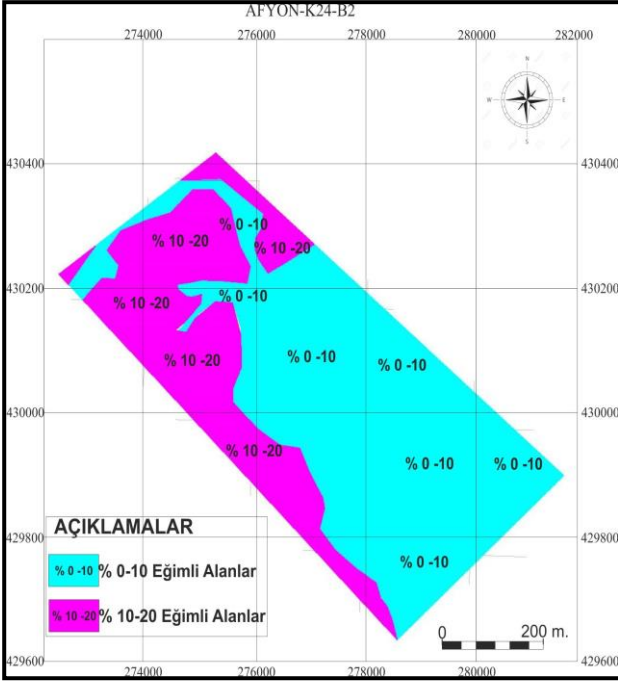 AFYON-K24-B2
274000 276000 278000 280000 282000
N
W E
S
430400 430400
% 0 -10
% 10 -20
% 10 -20
430200 430200
% 0 -10
% 10 -20
% 0 -10
% 10 -20
% 0 -10
430000 430000
% 10 -20
% 0 -10
% 0 -10
AÇIKLAMALAR
429800 429800
% 0 -10
% 0 -10 % 0-10 Eğimli Alanlar
% 10 -20 % 10-20 Eğimli Alanlar
0 200 m.
429600 429600
274000 276000 278000 280000